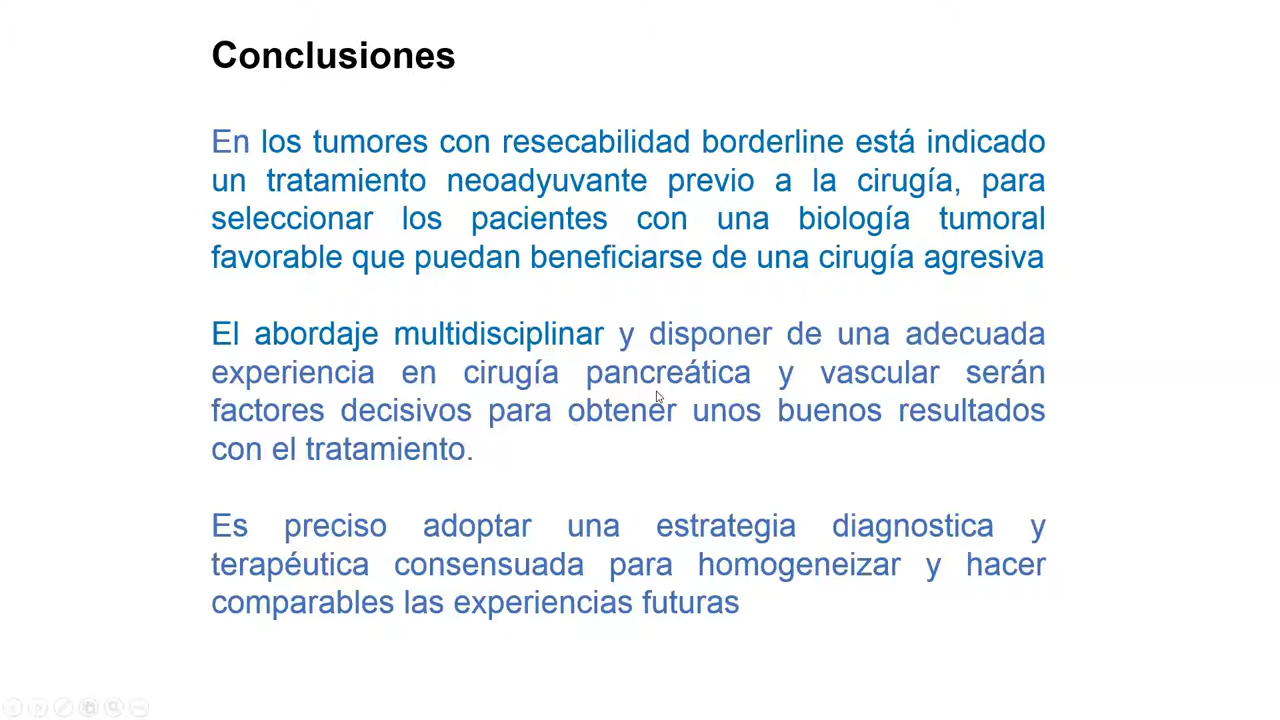 Conclusiones
En los tumores con resecabilidad borderline está indicado
un tratamiento neoadyuvante previo a la cirugía, para
seleccionar los pacientes con una biología tumoral
favorable que puedan beneficiarse de una cirugía agresiva
El abordaje multidisciplinar y disponer de una adecuada
experiencia en cirugía pancreática y vascular serán
factores decisivos para obtener unos buenos resultados
con el tratamiento.
Es preciso adoptar una estrategia diagnostica y
terapéutica consensuada para homogeneizar y hacer
comparables las experiencias futuras